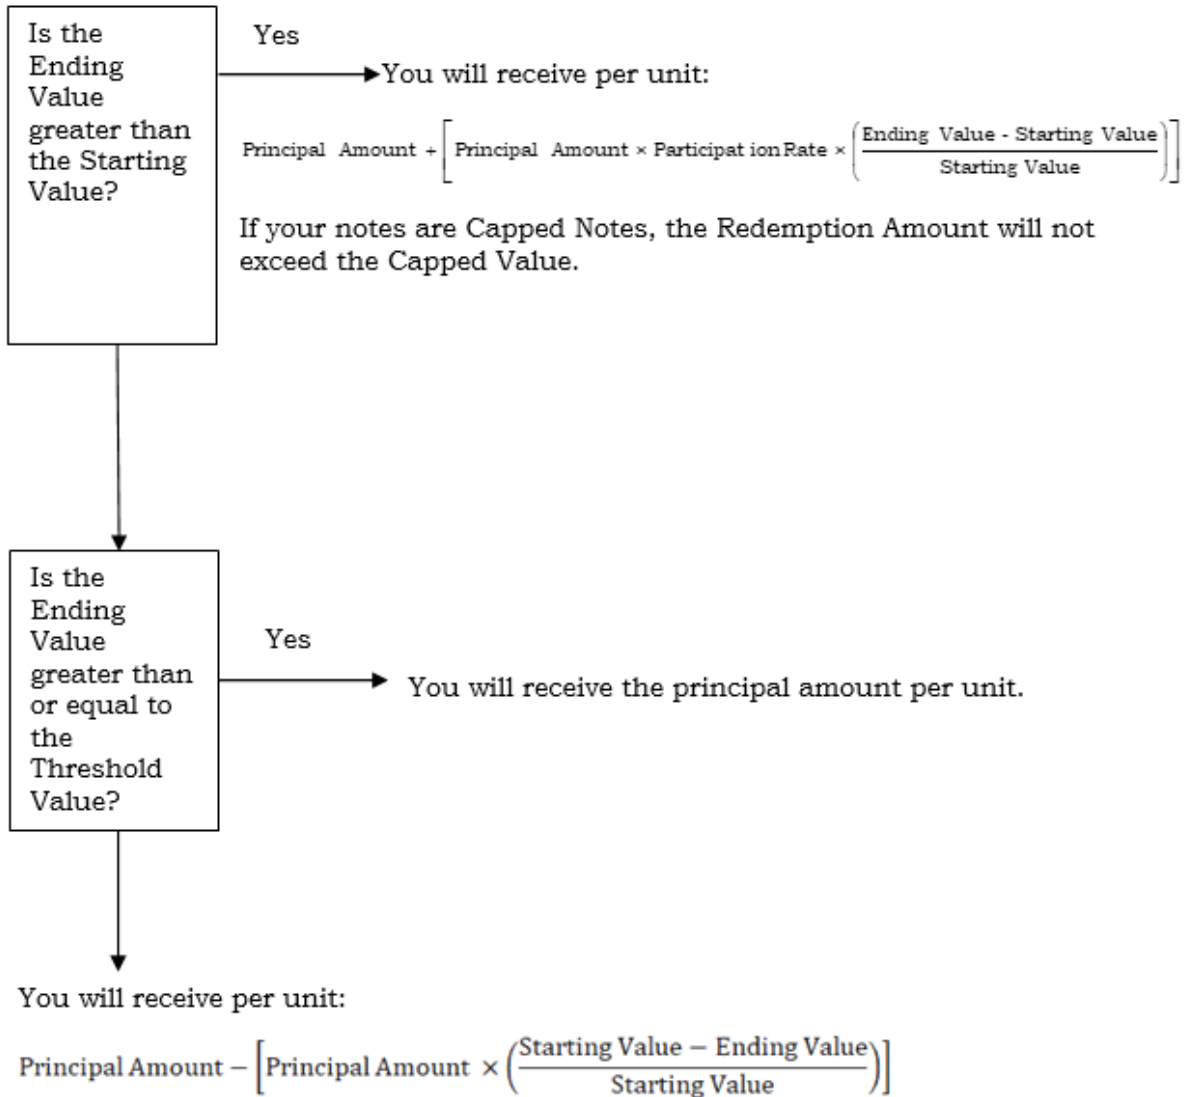 Is the
Ending
Value
greater than
the Starting
Value?
Yes
You will receive per unit:
Principal Amount + [ Principal Amount × Participat ion Rate × ( Ending Value - Starting Value
Starting Value ) ]
If your notes are Capped Notes, the Redemption Amount will not
exceed the Capped Value.
Is the
Ending
Value
greater than
or equal to
the
Threshold
Value?
Yes
You will receive the principal amount per unit.
You will receive per unit:
Principal Amount − [ Principal Amount × ( Starting Value − Ending Value
Starting Value ) ]